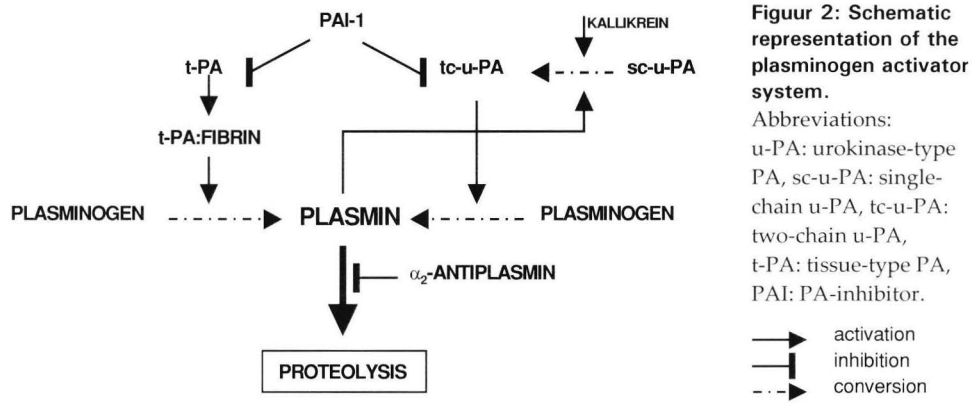 PAI-1
KALLIKREIN
t-PA
tc-u-PA
sc-u-PA
t-PA:FIBRIN
PLASMINOGEN
PLASMIN
PLASMINOGEN
α₂-ANTIPLASMIN
PROTEOLYSIS
Figuur 2: Schematic
representation of the
plasminogen activator
system.
Abbreviations:
u-PA: urokinase-type
PA, sc-u-PA: single-
chain u-PA, tc-u-PA:
two-chain u-PA,
t-PA: tissue-type PA,
PAI: PA-inhibitor.
activation
inhibition
conversion